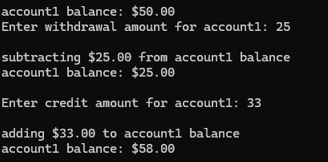 account1 balance: $50.00
Enter withdrawal amount for account1: 25
subtracting $25.00 from account1 balance
account1 balance: $25.00
Enter credit amount for account1: 33
adding $33.00 to account1 balance
account1 balance: $58.00